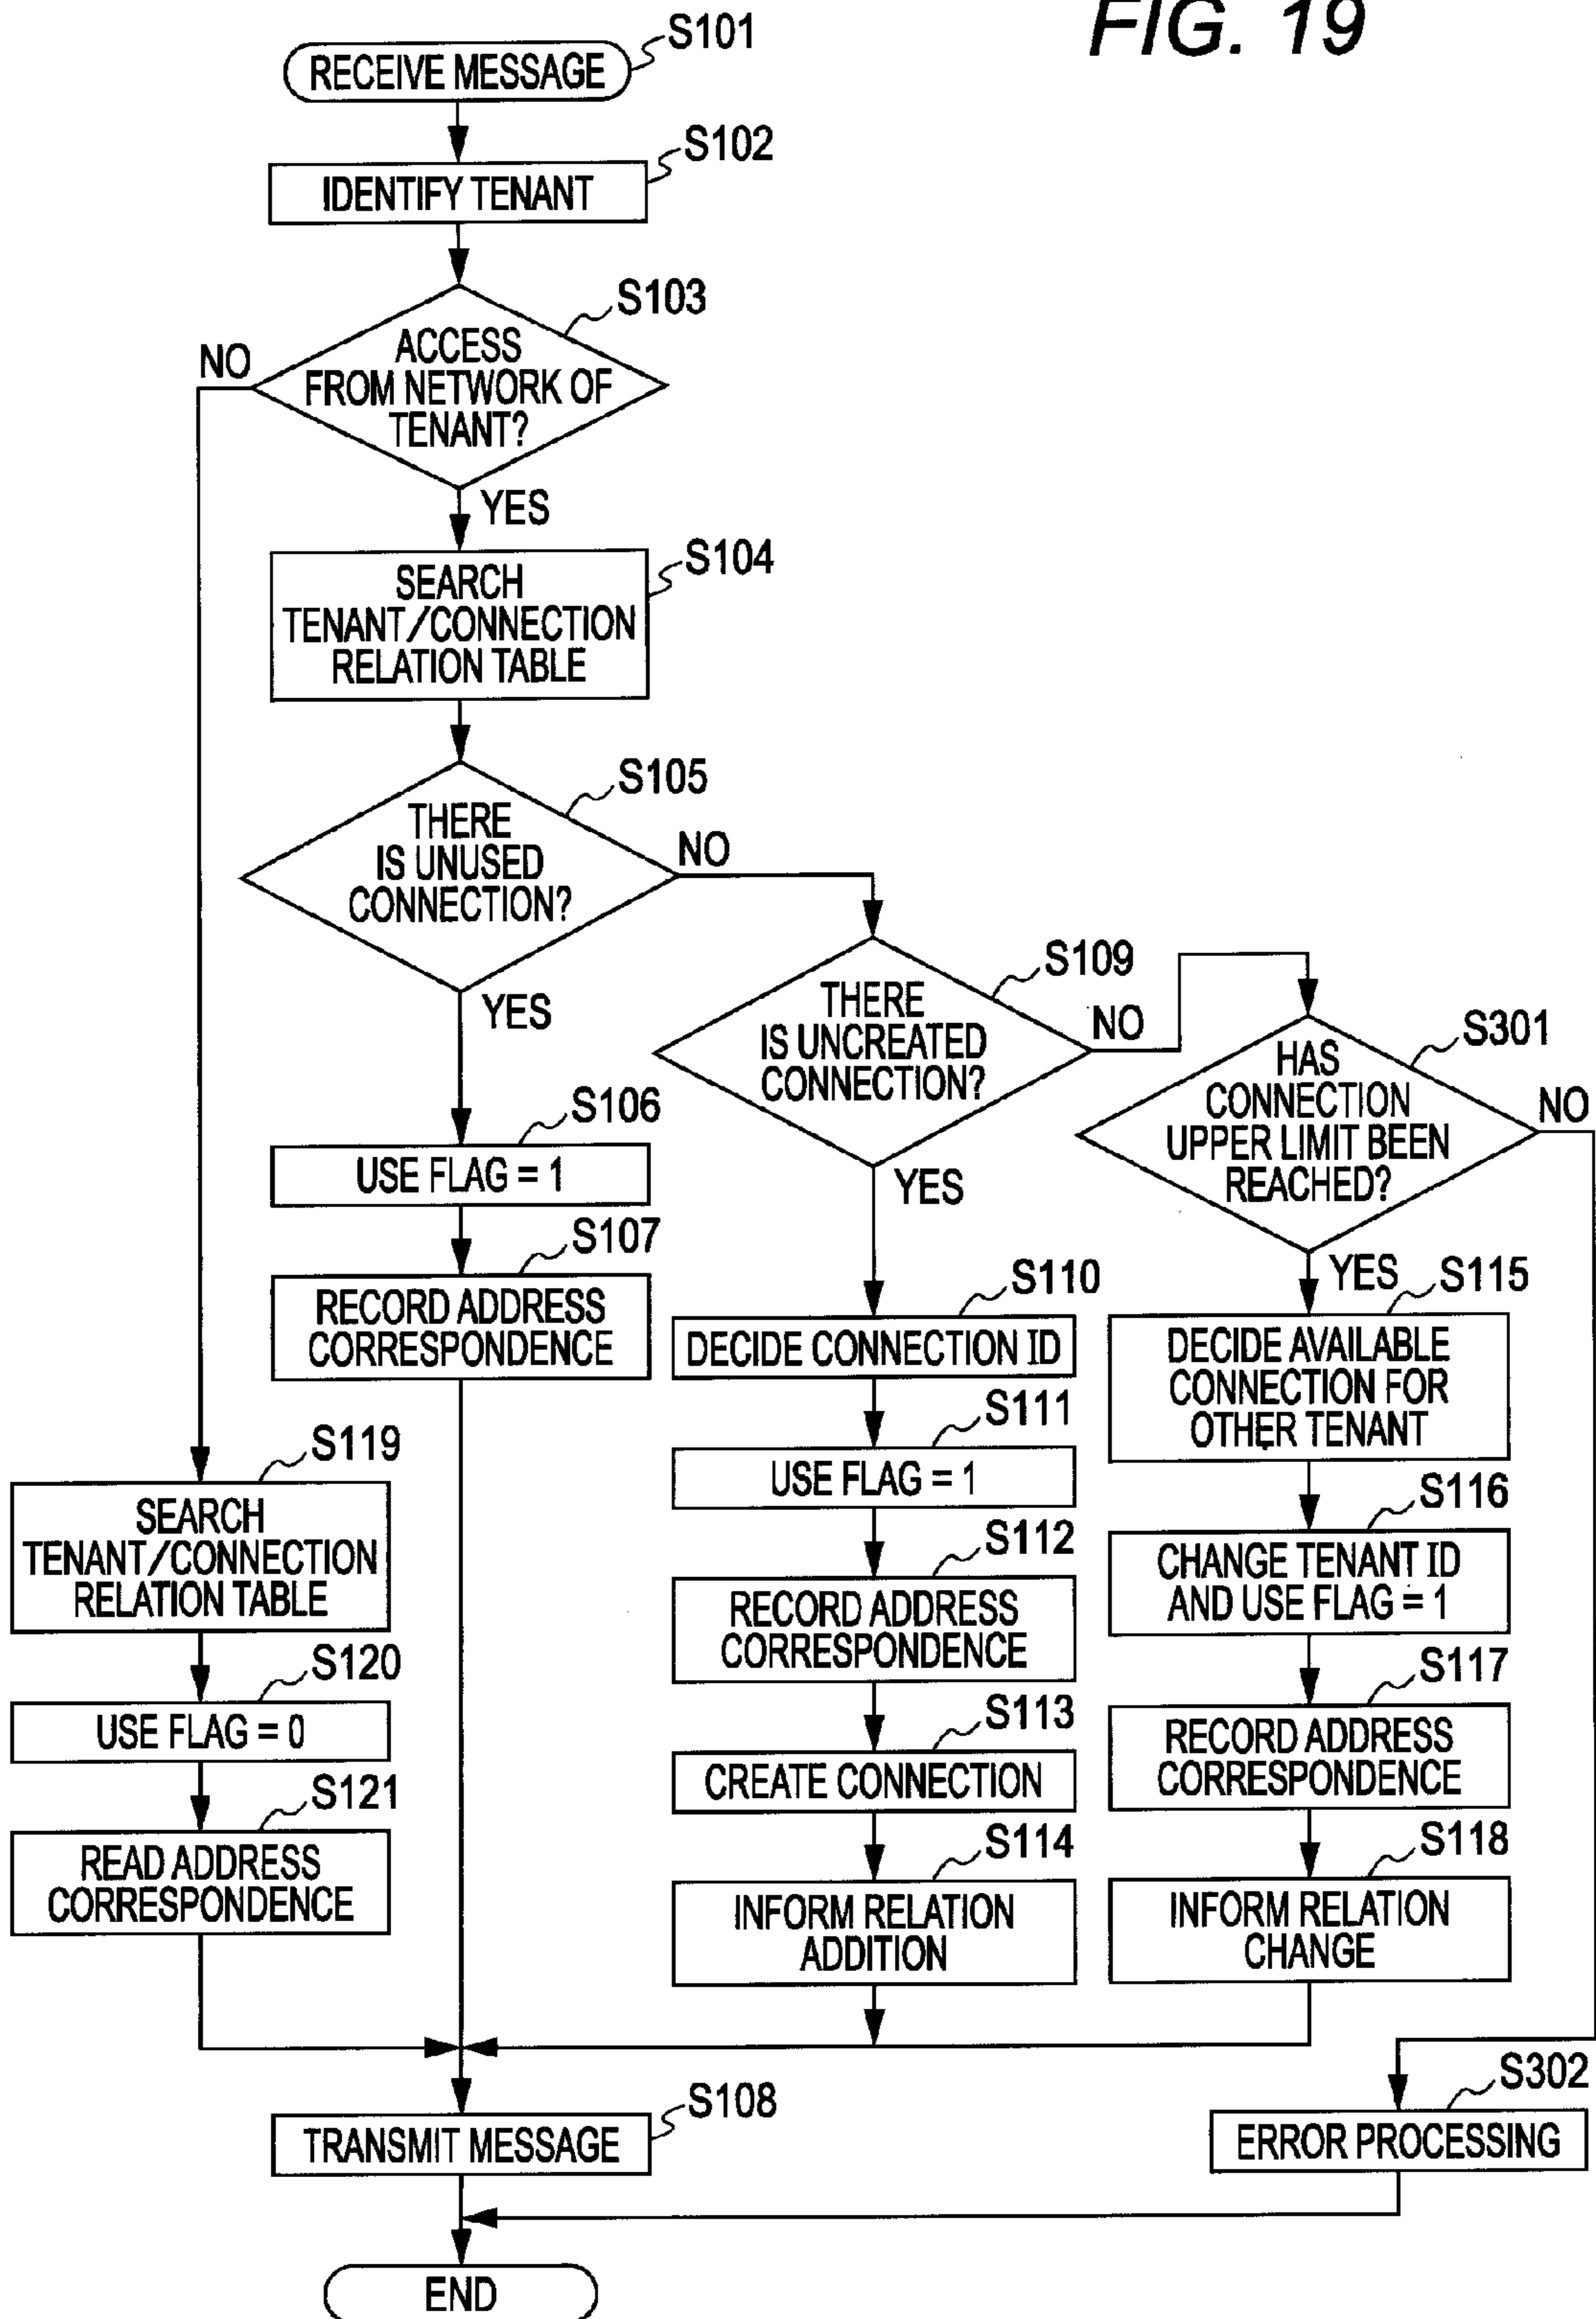 FIG. 19
S101
RECEIVE MESSAGE
S102
IDENTIFY TENANT
S103
ACCESS
FROM NETWORK OF
TENANT?
NO
YES
S104
SEARCH
TENANT/CONNECTION
RELATION TABLE
S105
THERE
IS UNUSED
CONNECTION?
NO
YES
S106
USE FLAG = 1
S107
RECORD ADDRESS
CORRESPONDENCE
S109
THERE
IS UNCREATED
CONNECTION?
NO
YES
S110
DECIDE CONNECTION ID
S111
USE FLAG = 1
S112
RECORD ADDRESS
CORRESPONDENCE
S113
CREATE CONNECTION
S114
INFORM RELATION
ADDITION
S301
HAS
CONNECTION
UPPER LIMIT BEEN
REACHED?
NO
YES
S115
DECIDE AVAILABLE
CONNECTION FOR
OTHER TENANT
S116
CHANGE TENANT ID
AND USE FLAG = 1
S117
RECORD ADDRESS
CORRESPONDENCE
S118
INFORM RELATION
CHANGE
S119
SEARCH
TENANT/CONNECTION
RELATION TABLE
S120
USE FLAG = 0
S121
READ ADDRESS
CORRESPONDENCE
S108
TRANSMIT MESSAGE
S302
ERROR PROCESSING
END